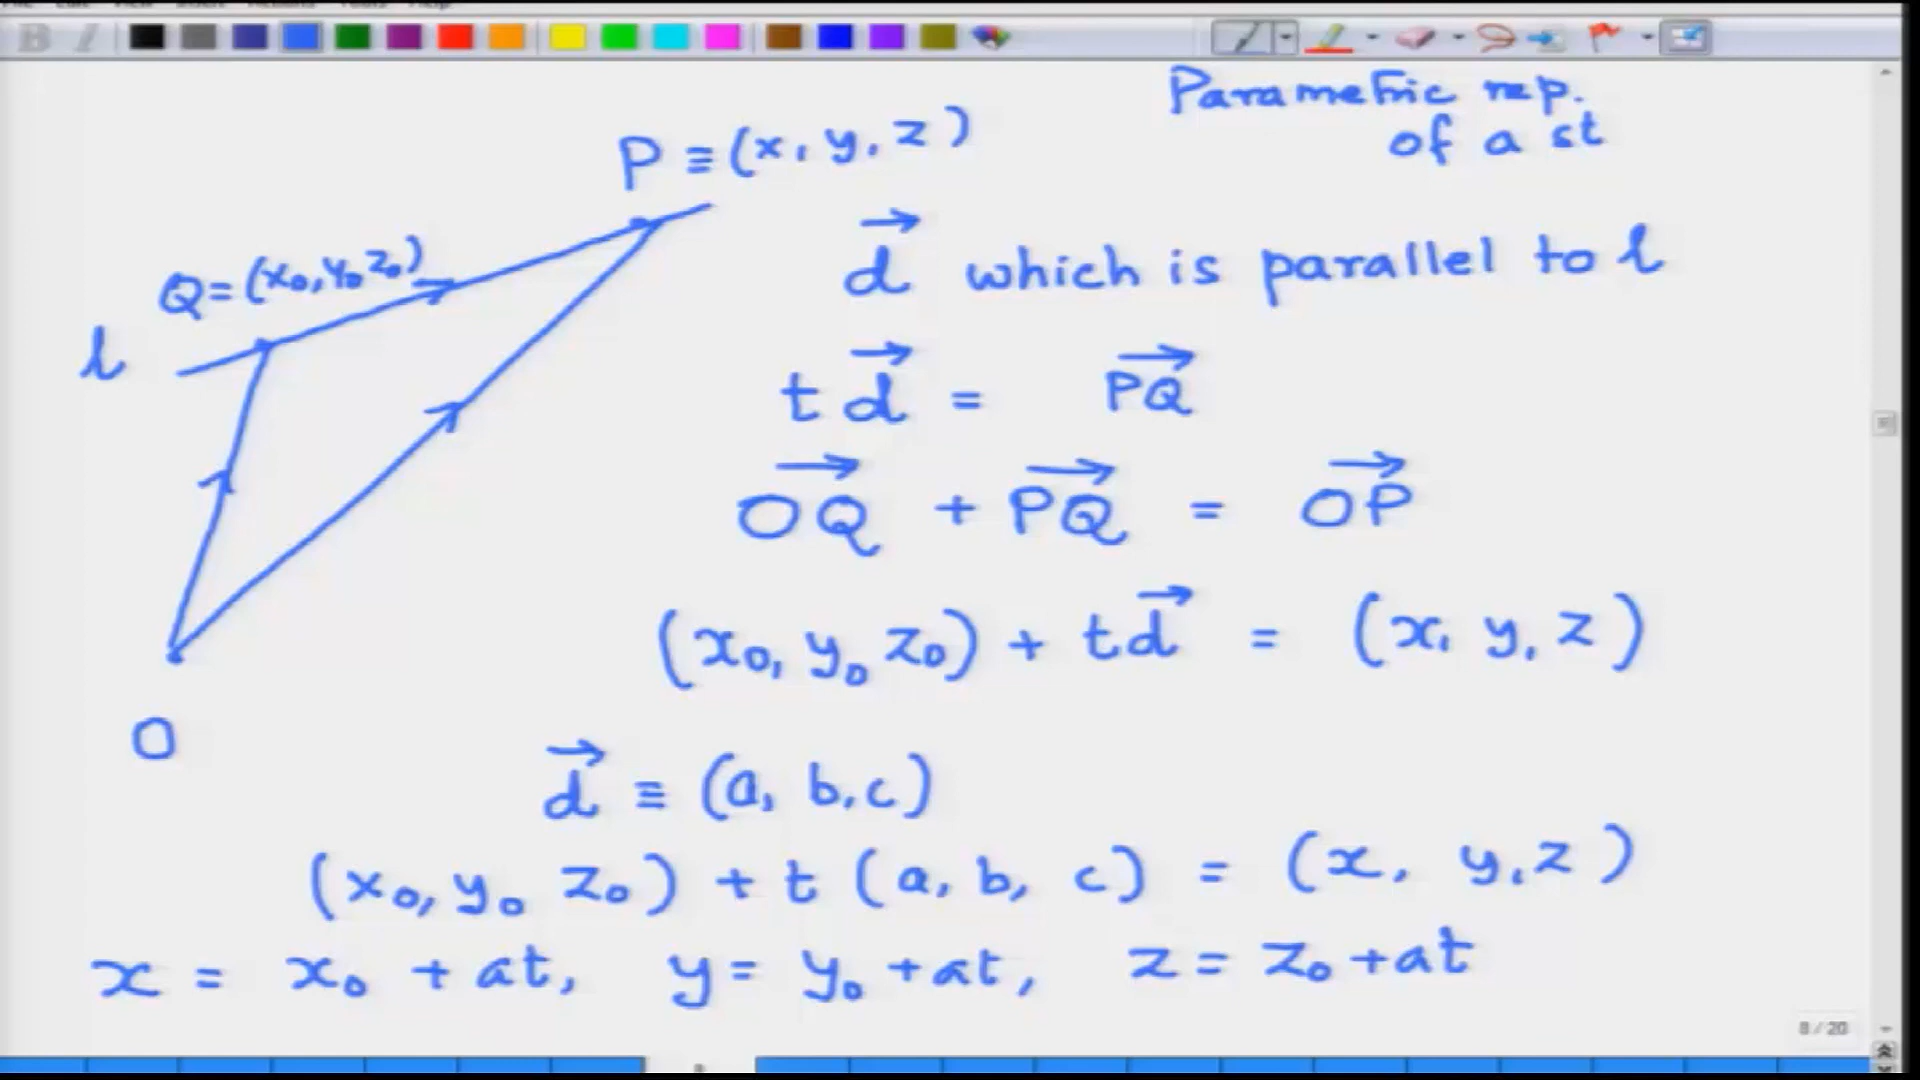 Parametric rep.
of a st
P ≡ (x, y, z)
Q = (x₀, y₀ z₀)
l
O
d⃗ which is parallel to l
t d⃗ = P⃗Q⃗
O⃗Q⃗ + P⃗Q⃗ = O⃗P⃗
(x₀, y₀ z₀) + t d⃗ = (x, y, z)
d⃗ ≡ (a, b, c)
(x₀, y₀ z₀) + t (a, b, c) = (x, y, z)
x = x₀ + at, y = y₀ + at, z = z₀ + at
8 / 20